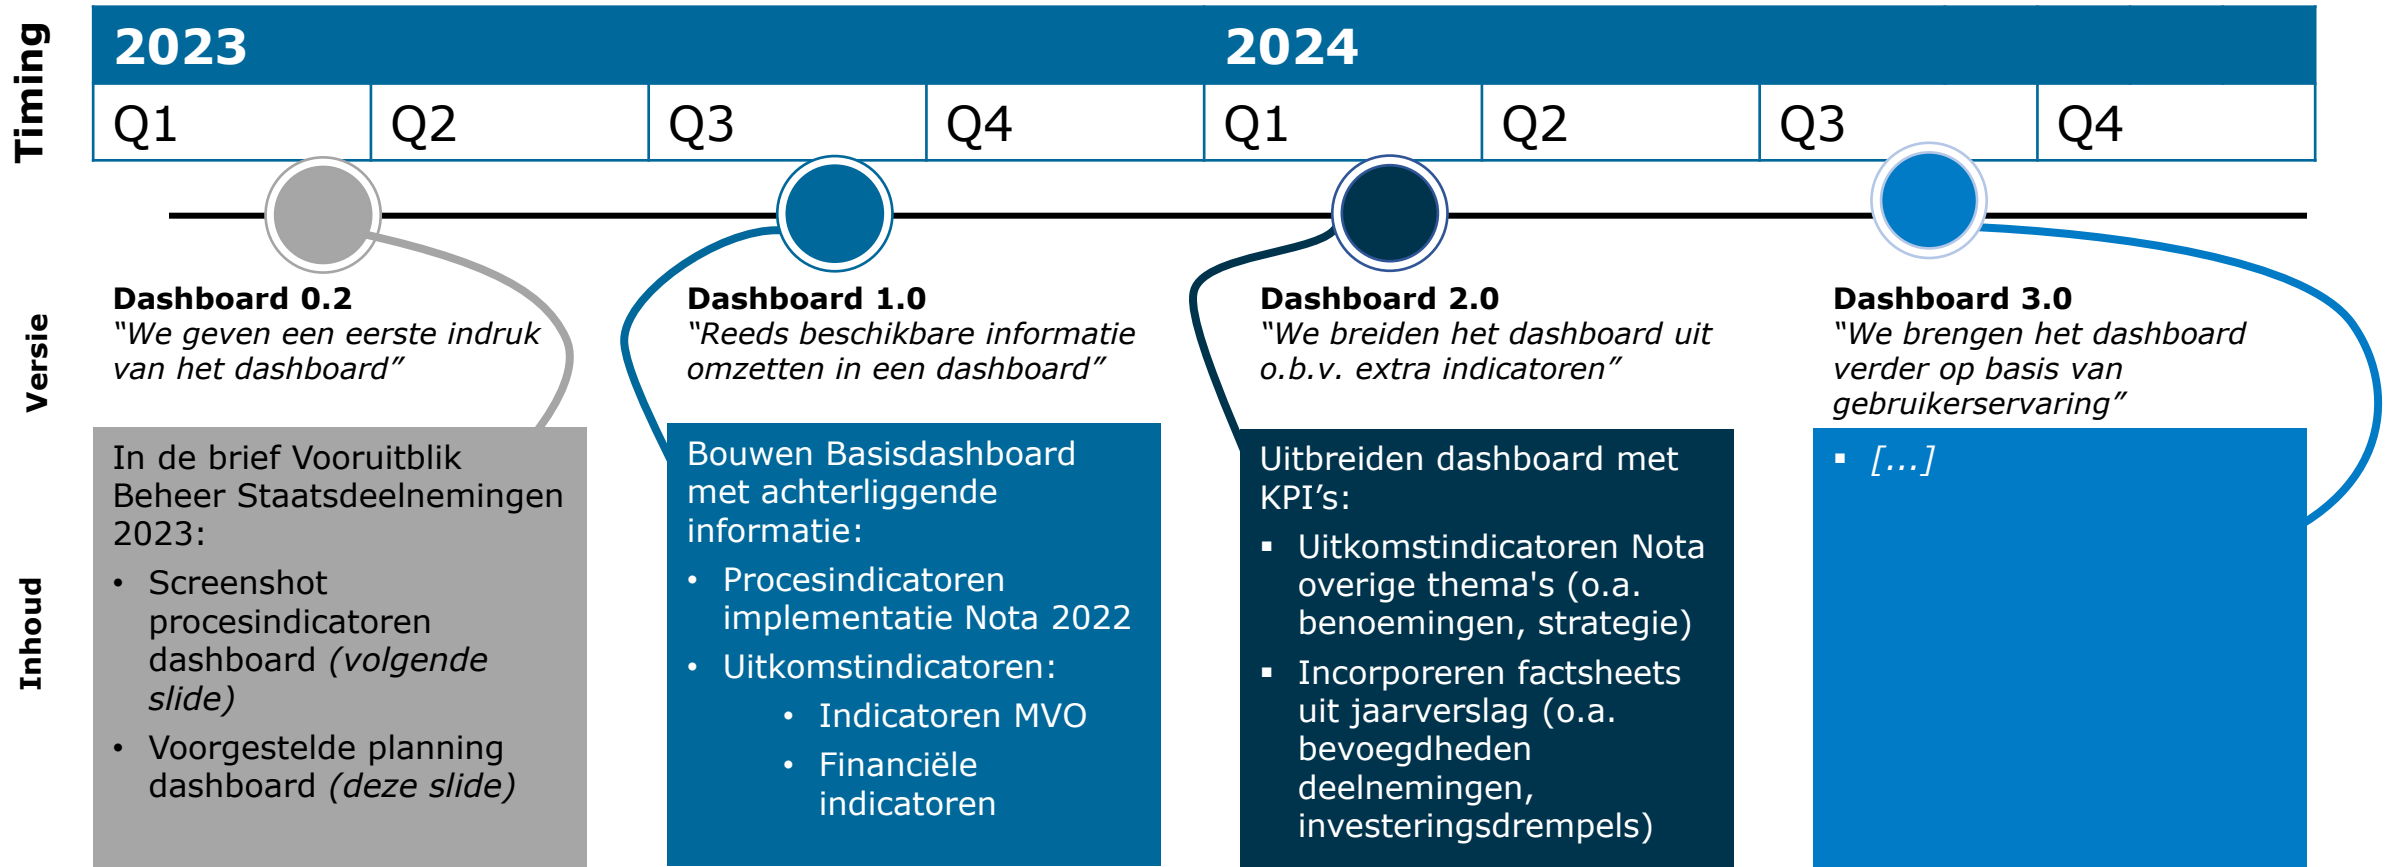 Timing
2023
2024
Q1
Q2
Q3
Q4
Q1
Q2
Q3
Q4
Versie
Dashboard 0.2
“We geven een eerste indruk
van het dashboard”
Dashboard 1.0
“Reeds beschikbare informatie
omzetten in een dashboard”
Dashboard 2.0
“We breiden het dashboard uit
o.b.v. extra indicatoren”
Dashboard 3.0
“We brengen het dashboard
verder op basis van
gebruikerservaring”
Inhoud
In de brief Vooruitblik
Beheer Staatsdeelnemingen
2023:
• Screenshot
procesindicatoren
dashboard (volgende
slide)
• Voorgestelde planning
dashboard (deze slide)
Bouwen Basisdashboard
met achterliggende
informatie:
• Procesindicatoren
implementatie Nota 2022
• Uitkomstindicatoren:
• Indicatoren MVO
• Financiële
indicatoren
Uitbreiden dashboard met
KPI’s:
▪ Uitkomstindicatoren Nota
overige thema's (o.a.
benoemingen, strategie)
▪ Incorporeren factsheets
uit jaarverslag (o.a.
bevoegdheden
deelnemingen,
investeringsdrempels)
▪ [...]